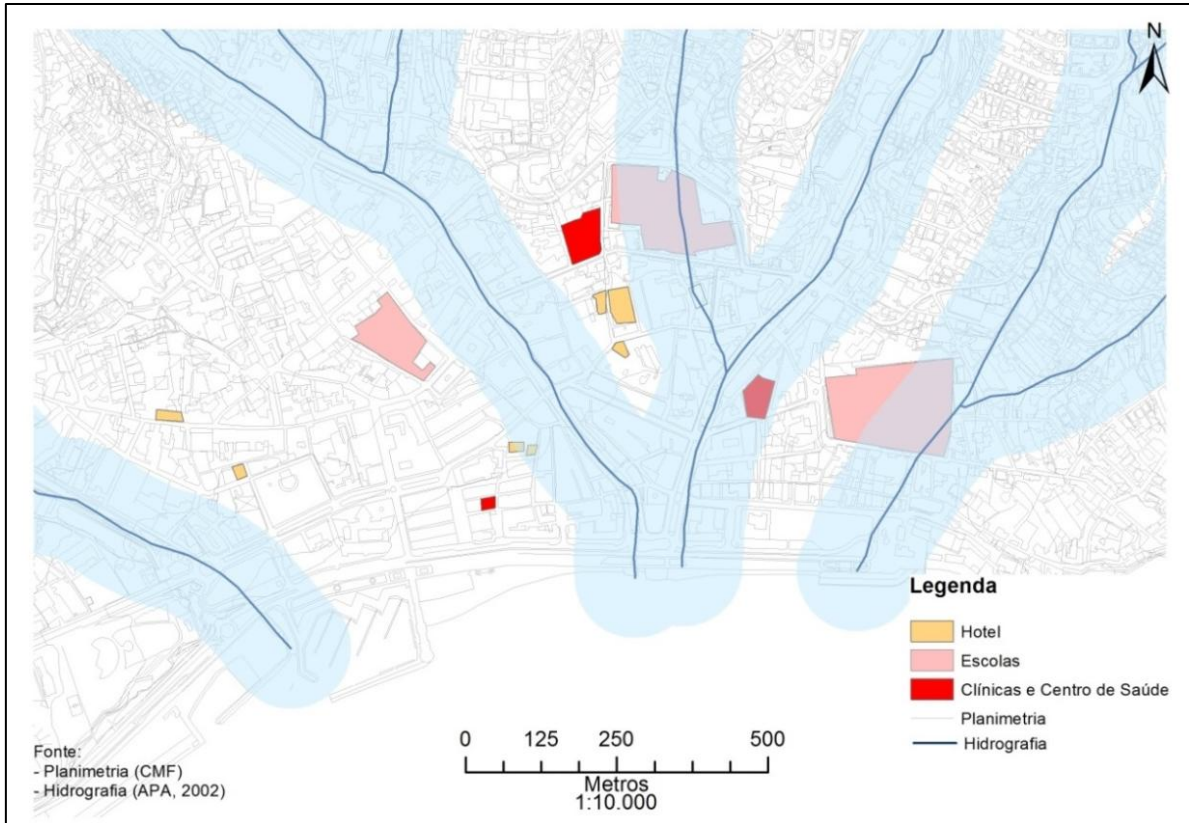 N
Legenda
Hotel
Escolas
Clínicas e Centro de Saúde
Planimetria
Hidrografia
Fonte:
- Planimetria (CMF)
- Hidrografia (APA, 2002)
0 125 250 500
Metros
1:10.000